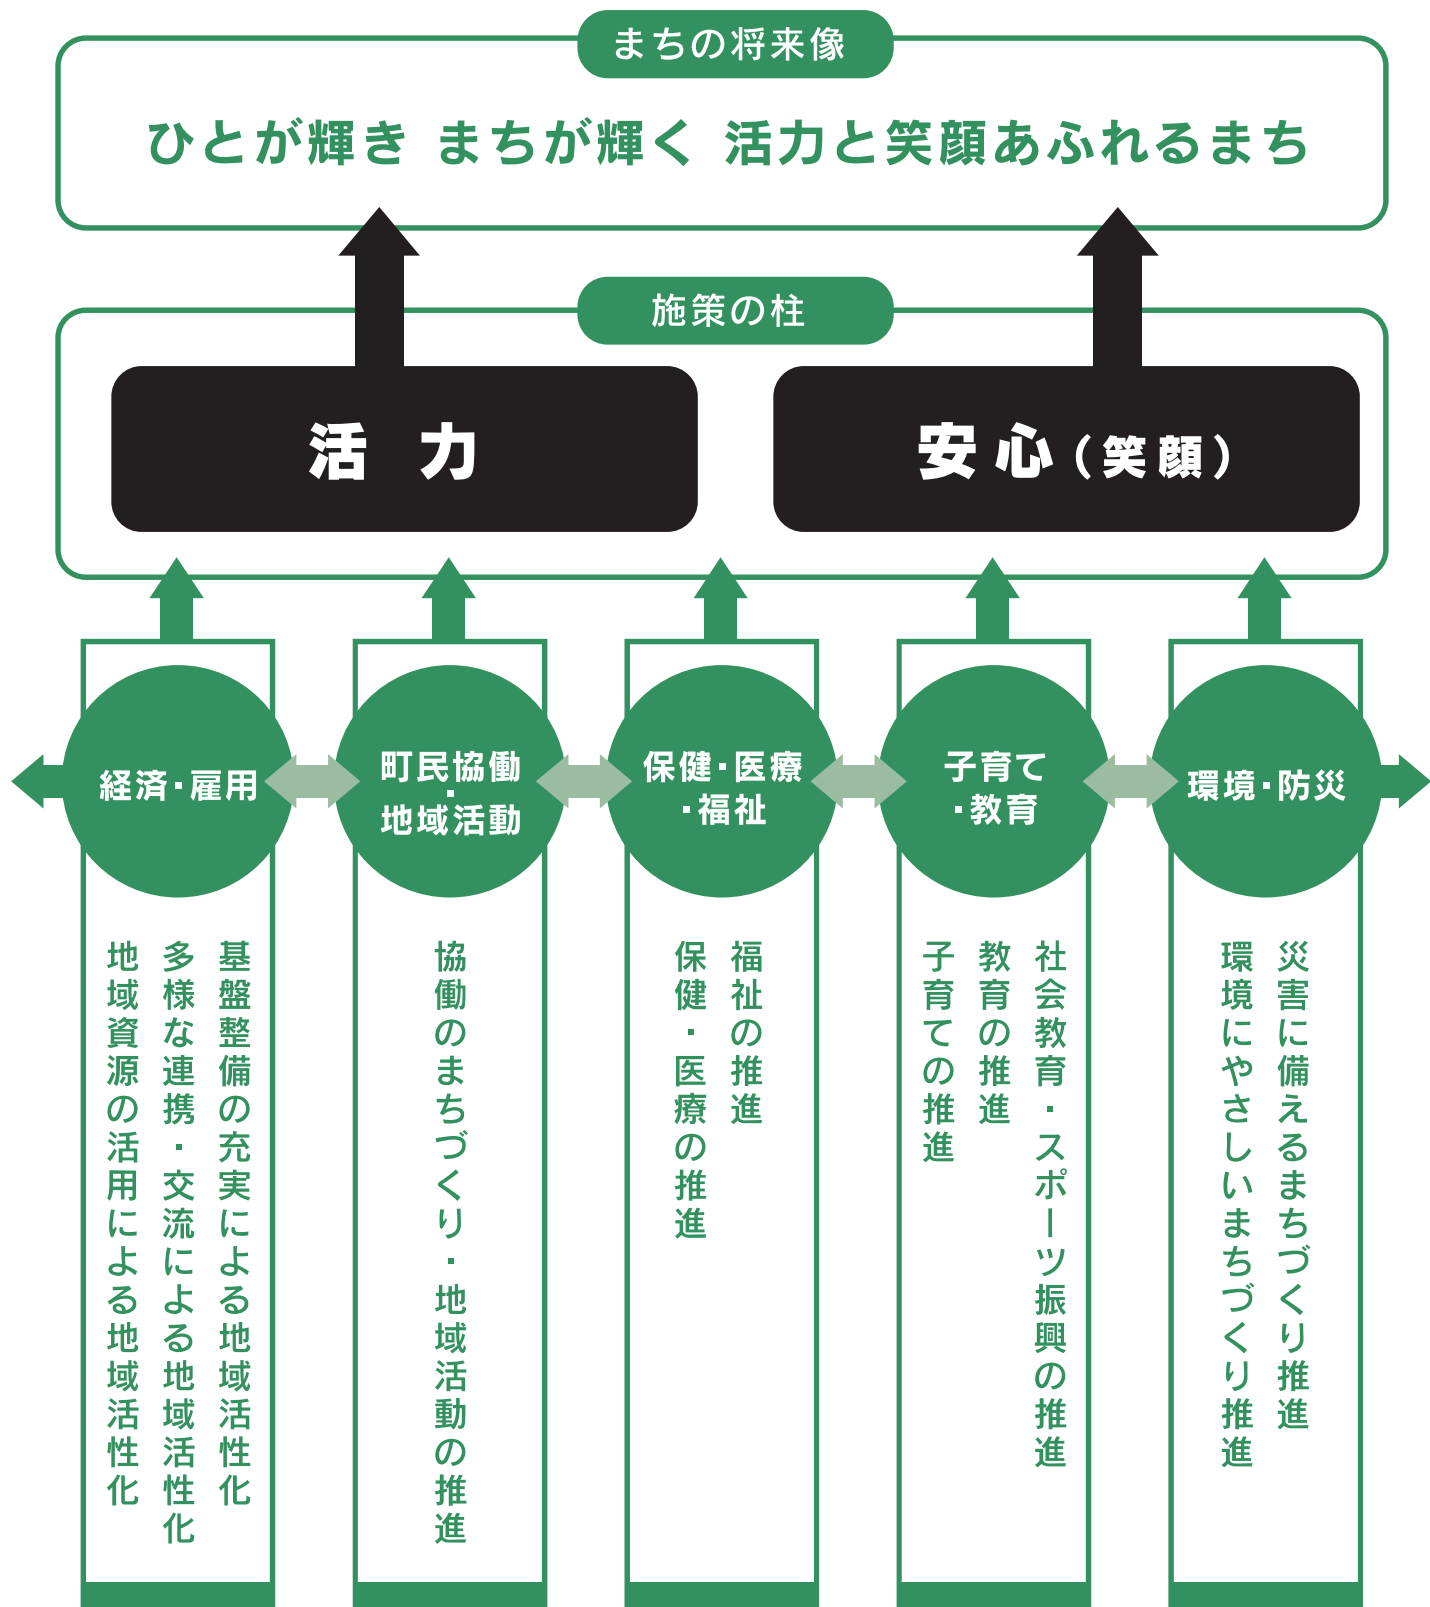 まちの将来像
ひとが輝き まちが輝く 活力と笑顔あふれるまち
施策の柱
活力
安心（笑顔）
経済・雇用
町民協働
・
地域活動
保健・医療
・福祉
子育て
・教育
環境・防災
基盤整備の充実による地域活性化
多様な連携・交流による地域活性化
地域資源の活用による地域活性化
協働のまちづくり・地域活動の推進
福祉の推進
保健・医療の推進
社会教育・スポーツ振興の推進
教育の推進
子育ての推進
災害に備えるまちづくり推進
環境にやさしいまちづくり推進